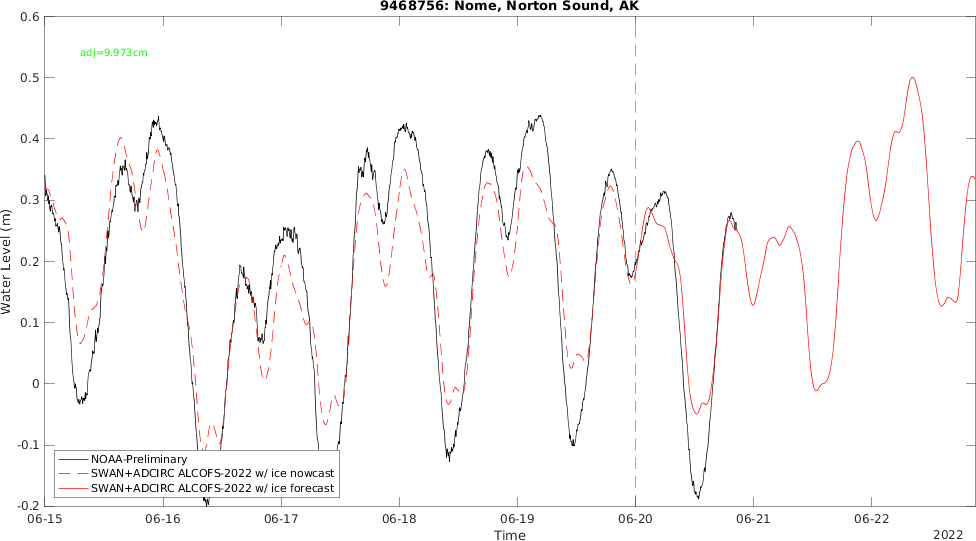 9468756: Nome, Norton Sound, AK
adj=9.973cm
Water Level (m)
0.6
0.5
0.4
0.3
0.2
0.1
0
-0.1
-0.2
NOAA-Preliminary
SWAN+ADCIRC ALCOFS-2022 w/ ice nowcast
SWAN+ADCIRC ALCOFS-2022 w/ ice forecast
06-15 06-16 06-17 06-18 06-19 06-20 06-21 06-22
Time
2022